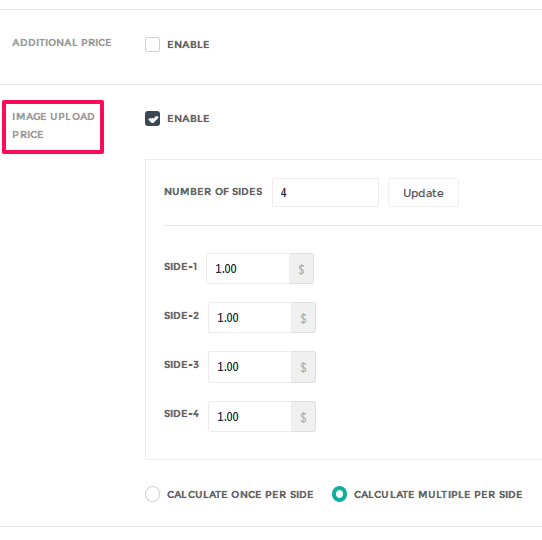 ADDITIONAL PRICE
ENABLE
IMAGE UPLOAD
PRICE
ENABLE
NUMBER OF SIDES 4 Update
SIDE-1 1.00 $
SIDE-2 1.00 $
SIDE-3 1.00 $
SIDE-4 1.00 $
CALCULATE ONCE PER SIDE CALCULATE MULTIPLE PER SIDE